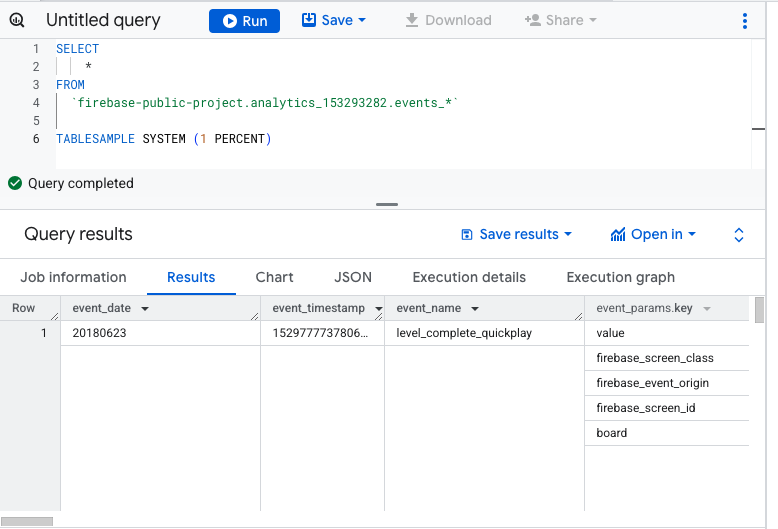 Untitled query Run Save Download Share
1 SELECT
2 *
3 FROM
4 `firebase-public-project.analytics_153293282.events_*`
5
6 TABLESAMPLE SYSTEM (1 PERCENT)
Query completed
Query results Save results Open in
Job information Results Chart JSON Execution details Execution graph
Row event_date event_timestamp event_name event_params.key
1 20180623 1529777737806... level_complete_quickplay value
firebase_screen_class
firebase_event_origin
firebase_screen_id
board